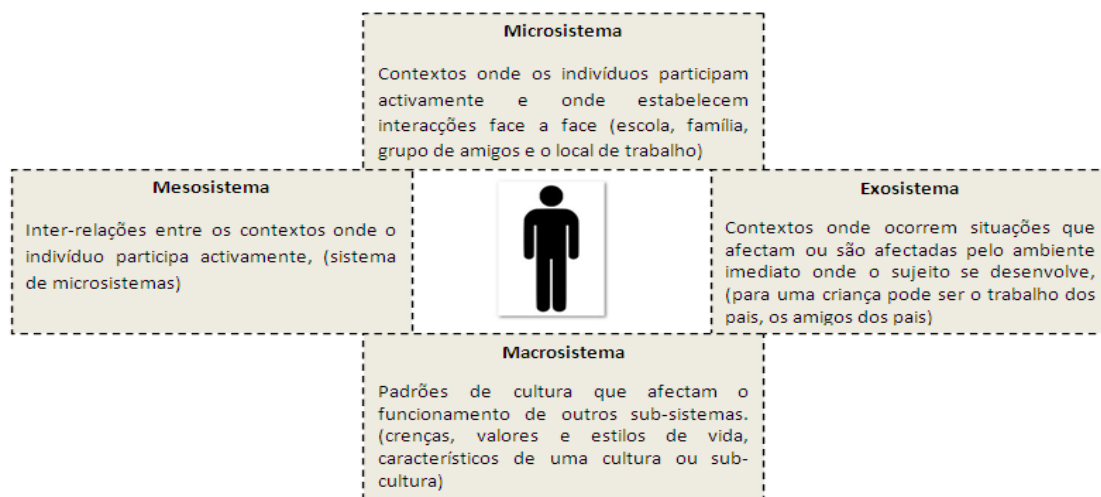 Microsistema
Contextos onde os indivíduos participam
activamente e onde estabelecem
interacções face a face (escola, família,
grupo de amigos e o local de trabalho)
Mesosistema
Inter-relações entre os contextos onde o
indivíduo participa activamente, (sistema
de microsistemas)
Exosistema
Contextos onde ocorrem situações que
afectam ou são afectadas pelo ambiente
imediato onde o sujeito se desenvolve,
(para uma criança pode ser o trabalho dos
pais, os amigos dos pais)
Macrosistema
Padrões de cultura que afectam o
funcionamento de outros sub-sistemas.
(crenças, valores e estilos de vida,
característicos de uma cultura ou sub-
cultura)